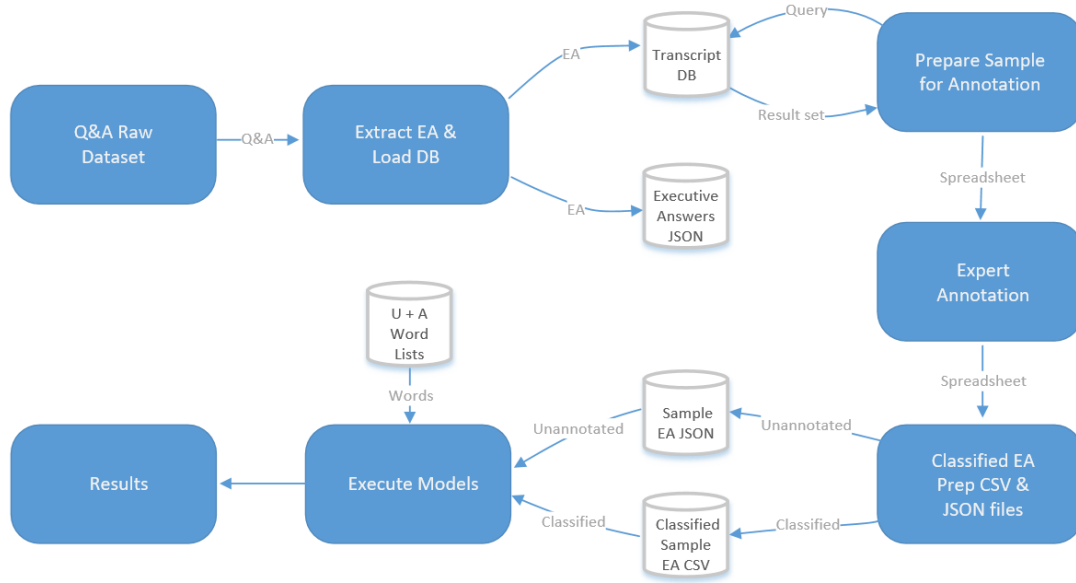 Query
Transcript
DB
Prepare Sample
for Annotation
EA
Q&A Raw
Dataset
Q&A
Extract EA &
Load DB
Result set
Spreadsheet
EA
Executive
Answers
JSON
Expert
Annotation
U + A
Word
Lists
Spreadsheet
Words
Sample
EA JSON
Unannotated
Unannotated
Results
Execute Models
Classified EA
Prep CSV &
JSON files
Classified
Classified
Sample
EA CSV
Classified